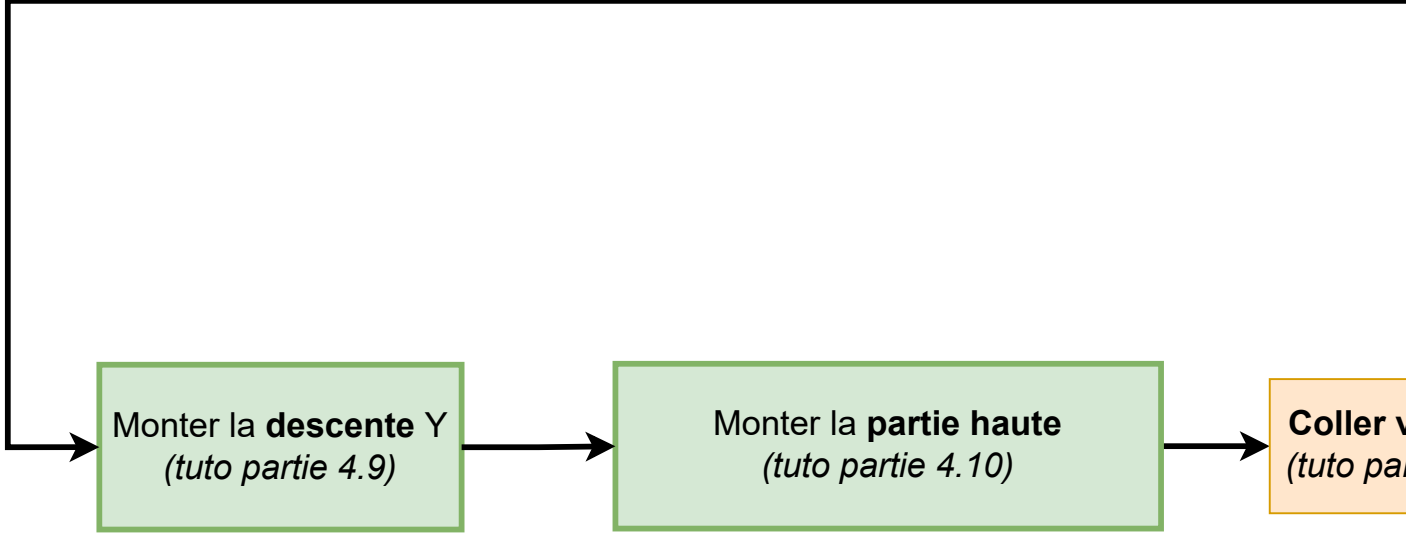 Monter la descente Y
(tuto partie 4.9)
Monter la partie haute
(tuto partie 4.10)
Coller
(tuto